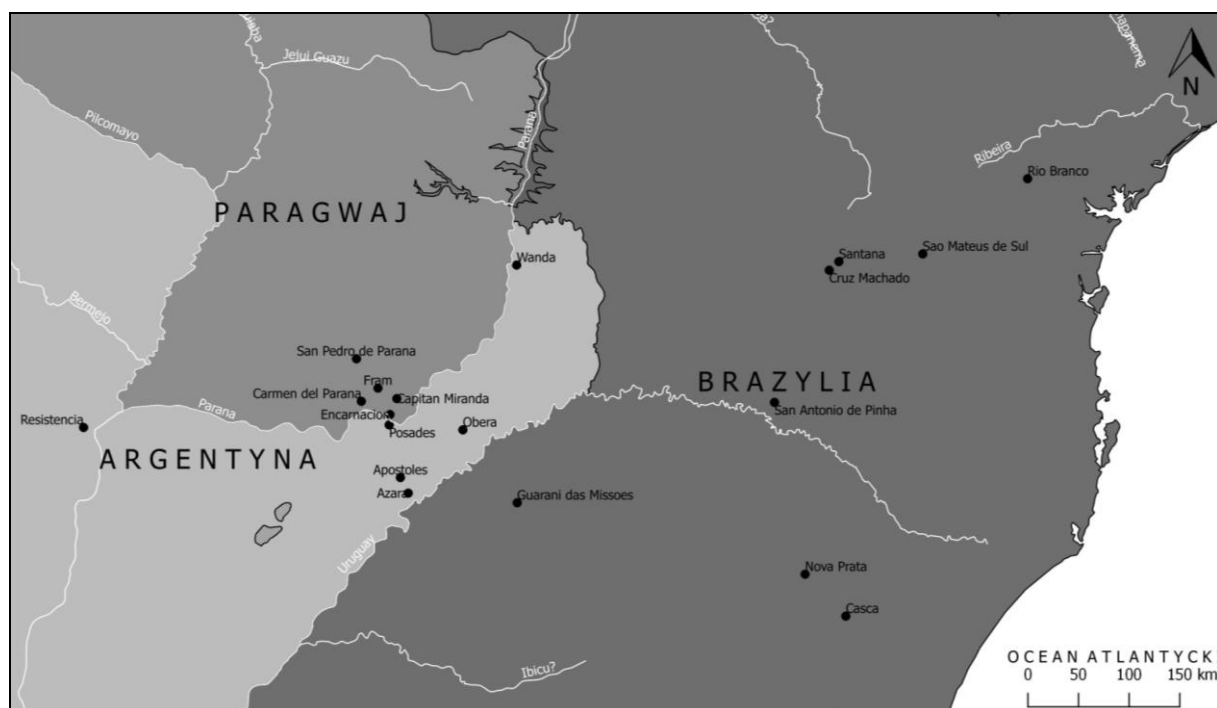 Jejui Guazu
Pilcomayo
Parana
N
Ribeira
Rio Branco
PARAGWAJ
Wanda
Santana
Sao Mateus de Sul
Cruz Machado
Bermejo
San Pedro de Parana
Fram
BRAZYLIA
Carmen del Parana
Capitan Miranda
Parana
Encarnacion
San Antonio de Pinha
Resistencia
Posades
Obera
ARGENTYNA
Apostoles
Azara
Guarani das Missoes
Uruguay
Nova Prata
Casca
Ibicu?
OCEAN ATLANTYCK
0 50 100 150 km